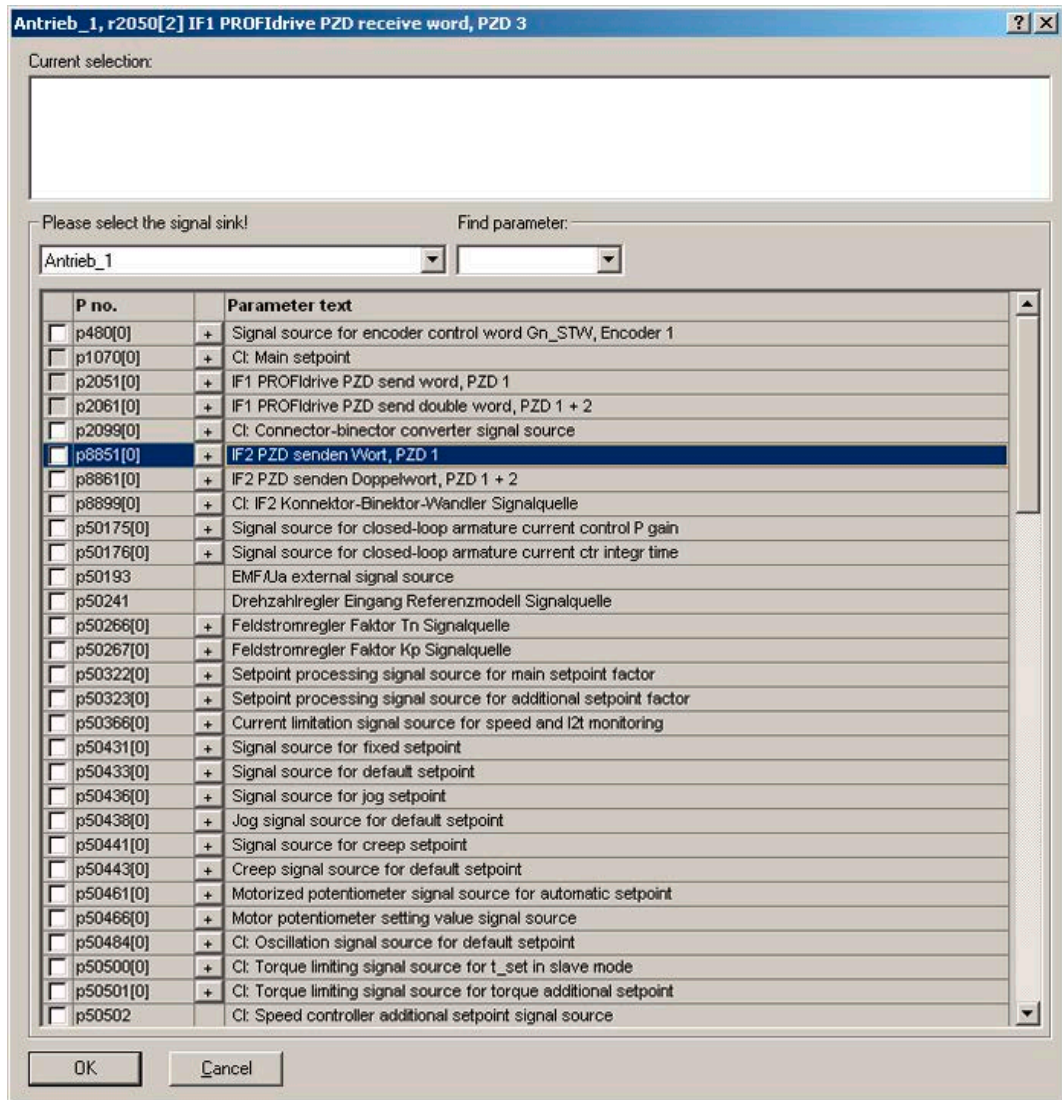 Antrieb_1, r2050[2] IF1 PROFIdrive PZD receive word, PZD 3 ? X
Current selection:
Please select the signal sink! Find parameter:
Antrieb_1
P no. Parameter text
p480[0] + Signal source for encoder control word Gn_STW, Encoder 1
p1070[0] + CI: Main setpoint
p2051[0] + IF1 PROFIdrive PZD send word, PZD 1
p2061[0] + IF1 PROFIdrive PZD send double word, PZD 1 + 2
p2099[0] + CI: Connector-binector converter signal source
p8851[0] + IF2 PZD senden Wort, PZD 1
p8861[0] + IF2 PZD senden Doppelwort, PZD 1 + 2
p8899[0] + CI: IF2 Konnektor-Binektor-Wandler Signalquelle
p50175[0] + Signal source for closed-loop armature current control P gain
p50176[0] + Signal source for closed-loop armature current ctr integr time
p50193 EMF/Ua external signal source
p50241 Drehzahlregler Eingang Referenzmodell Signalquelle
p50266[0] + Feldstromregler Faktor Tn Signalquelle
p50267[0] + Feldstromregler Faktor Kp Signalquelle
p50322[0] + Setpoint processing signal source for main setpoint factor
p50323[0] + Setpoint processing signal source for additional setpoint factor
p50366[0] + Current limitation signal source for speed and I2t monitoring
p50431[0] + Signal source for fixed setpoint
p50433[0] + Signal source for default setpoint
p50436[0] + Signal source for jog setpoint
p50438[0] + Jog signal source for default setpoint
p50441[0] + Signal source for creep setpoint
p50443[0] + Creep signal source for default setpoint
p50461[0] + Motorized potentiometer signal source for automatic setpoint
p50466[0] + Motor potentiometer setting value signal source
p50484[0] + CI: Oscillation signal source for default setpoint
p50500[0] + CI: Torque limiting signal source for t_set in slave mode
p50501[0] + CI: Torque limiting signal source for torque additional setpoint
p50502 CI: Speed controller additional setpoint signal source
OK Cancel